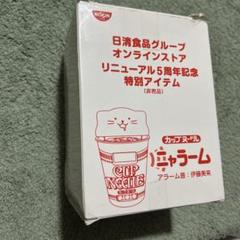 NISSIN
日清食品グループ
オンラインストア
リニューアル5周年記念
特別アイテム
(非売品)
カップヌードル
ニャラーム
アラーム音:伊藤美来
CUP
NOODLE